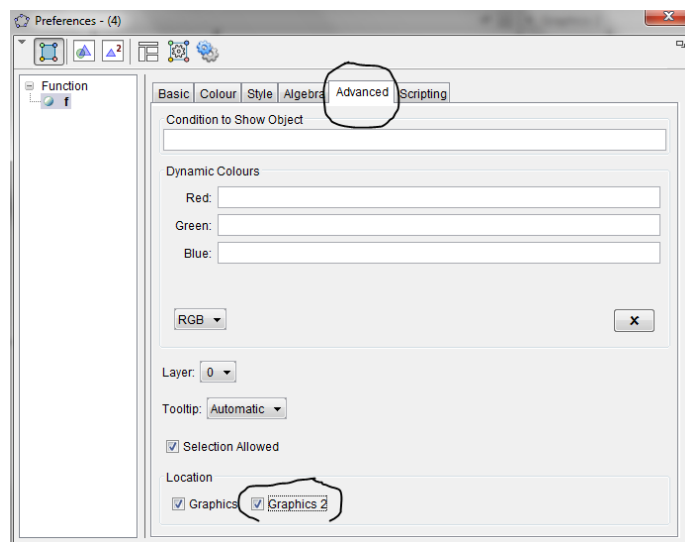 Preferences - (4)
Function
f
Basic Colour Style Algebra Advanced Scripting
Condition to Show Object
Dynamic Colours
Red:
Green:
Blue:
RGB
x
Layer: 0
Tooltip: Automatic
Selection Allowed
Location
Graphics Graphics 2